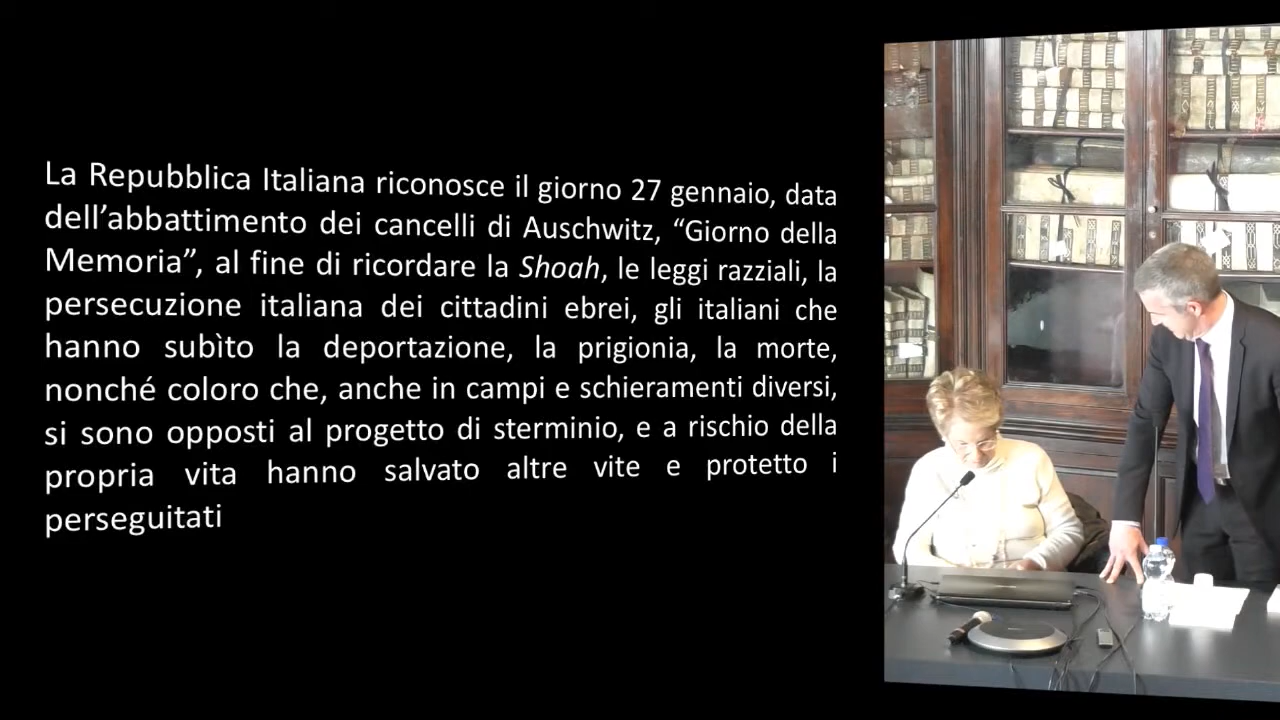 La Repubblica Italiana riconosce il giorno 27 gennaio, data
dell’abbattimento dei cancelli di Auschwitz, “Giorno della
Memoria”, al fine di ricordare la Shoah, le leggi razziali, la
persecuzione italiana dei cittadini ebrei, gli italiani che
hanno subìto la deportazione, la prigionia, la morte,
nonché coloro che, anche in campi e schieramenti diversi,
si sono opposti al progetto di sterminio, e a rischio della
propria vita hanno salvato altre vite e protetto i
perseguitati